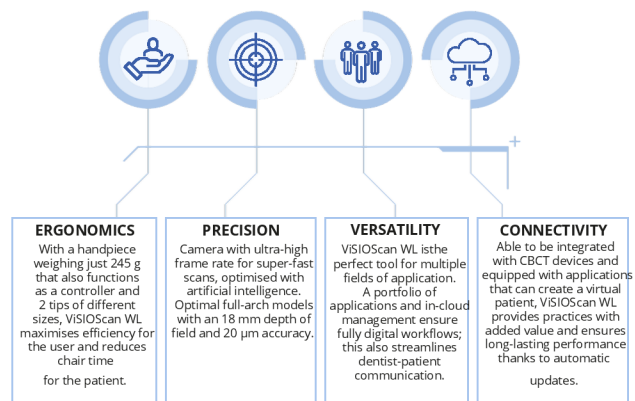 ERGONOMICS
With a handpiece
weighing just 245 g
that also functions
as a controller and
2 tips of different
sizes, ViSIOScan WL
maximises efficiency for
the user and reduces
chair time
for the patient.
PRECISION
Camera with ultra-high
frame rate for super-fast
scans, optimised with
artificial intelligence.
Optimal full-arch models
with an 18 mm depth of
field and 20 µm accuracy.
VERSATILITY
ViSIOScan WL isthe
perfect tool for multiple
fields of application.
A portfolio of
applications and in-cloud
management ensure
fully digital workflows;
this also streamlines
dentist-patient
communication.
CONNECTIVITY
Able to be integrated
with CBCT devices and
equipped with applications
that can create a virtual
patient, ViSIOScan WL
provides practices with
added value and ensures
long-lasting performance
thanks to automatic
updates.